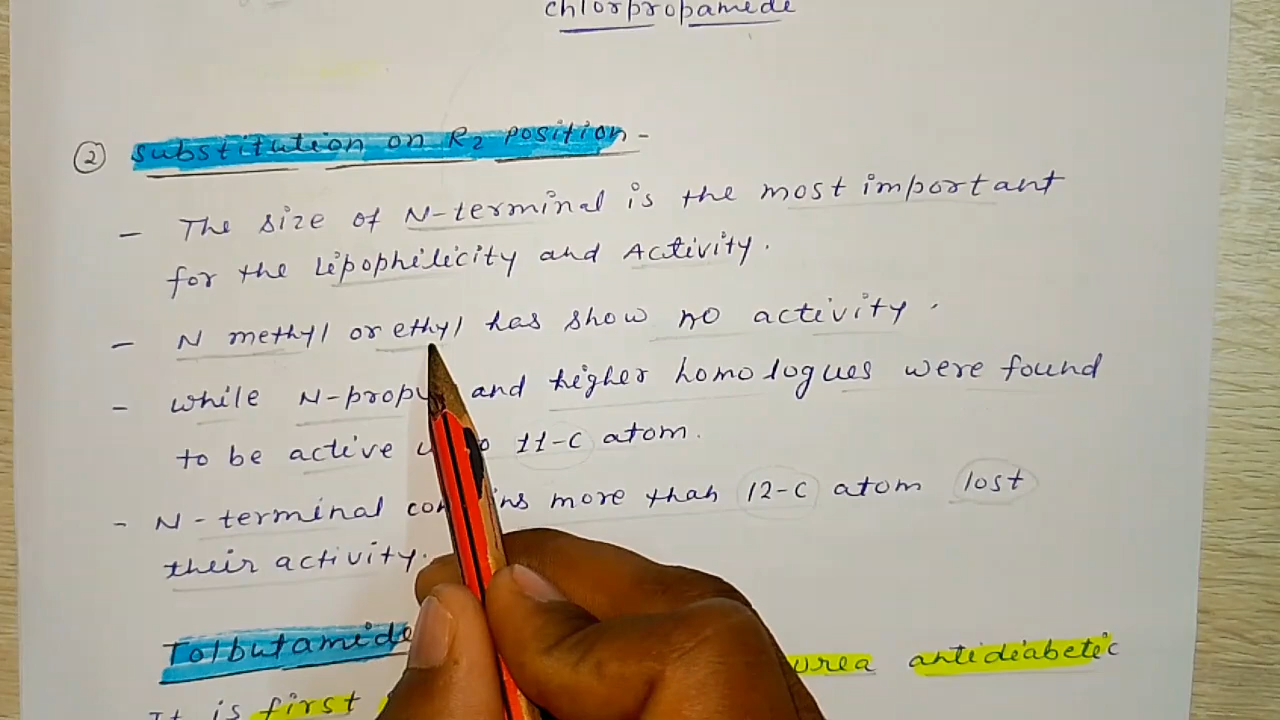 chlorpropamide
② substitution on R2 position -
- The size of N-terminal is the most important
for the Lipophilicity and Activity.
- N methyl or ethyl has show no activity.
- while N-propy and higher homologues were found
to be active 11-C atom.
- N-terminal more than 12-C atom lost
their activity.
Tolbutamide urea antidiabetic
It is first